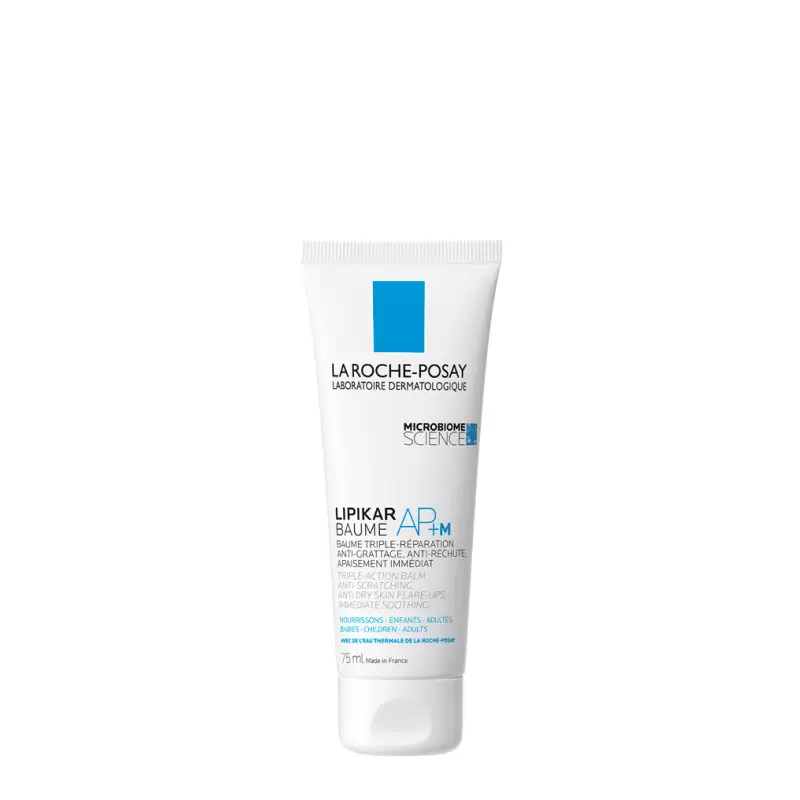 LA ROCHE-POSAY
LABORATOIRE DERMATOLOGIQUE
MICROBIOME
SCIENCE
LIPIKAR
BAUME AP+M
BAUME TRIPLE-RÉPARATION
ANTI-GRATTAGE, ANTI-RECHUTE,
APAISEMENT IMMÉDIAT
TRIPLE-ACTION BALM
ANTI-SCRATCHING,
ANTI DRY SKIN FLARE-UPS,
IMMEDIATE SOOTHING
NOURRISSONS - ENFANTS - ADULTES
BABIES - CHILDREN - ADULTS
AVEC DE L'EAU THERMALE DE LA ROCHE-POSAY
75 ml Made in France